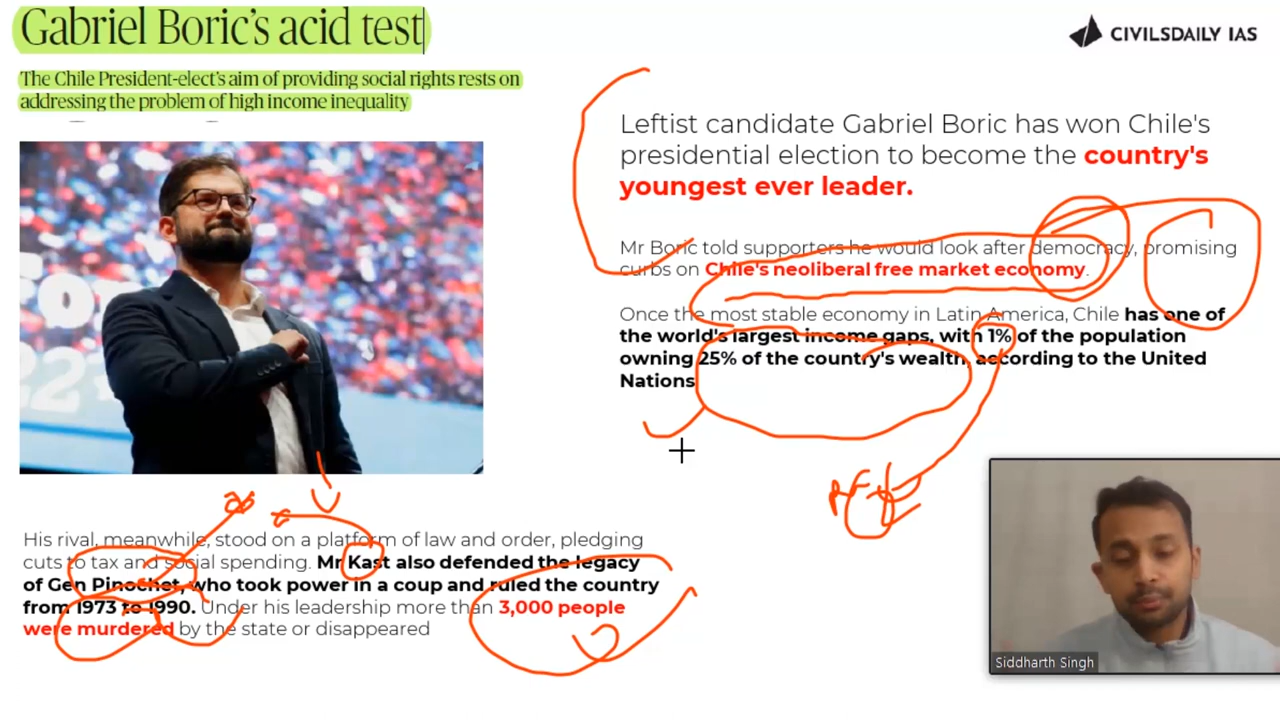 Gabriel Boric's acid test
The Chile President-elect's aim of providing social rights rests on
addressing the problem of high income inequality
CIVILSDAILY IAS
Leftist candidate Gabriel Boric has won Chile's
presidential election to become the country's
youngest ever leader.
Mr Boric told supporters he would look after democracy, promising
curbs on Chile's neoliberal free market economy.
Once the most stable economy in Latin America, Chile has one of
the world's largest income gaps, with 1% of the population
owning 25% of the country's wealth, according to the United
Nations
His rival, meanwhile, stood on a platform of law and order, pledging
cuts to tax and social spending. Mr Kast also defended the legacy
of Gen Pinochet, who took power in a coup and ruled the country
from 1973 to 1990. Under his leadership more than 3,000 people
were murdered by the state or disappeared
Siddharth Singh